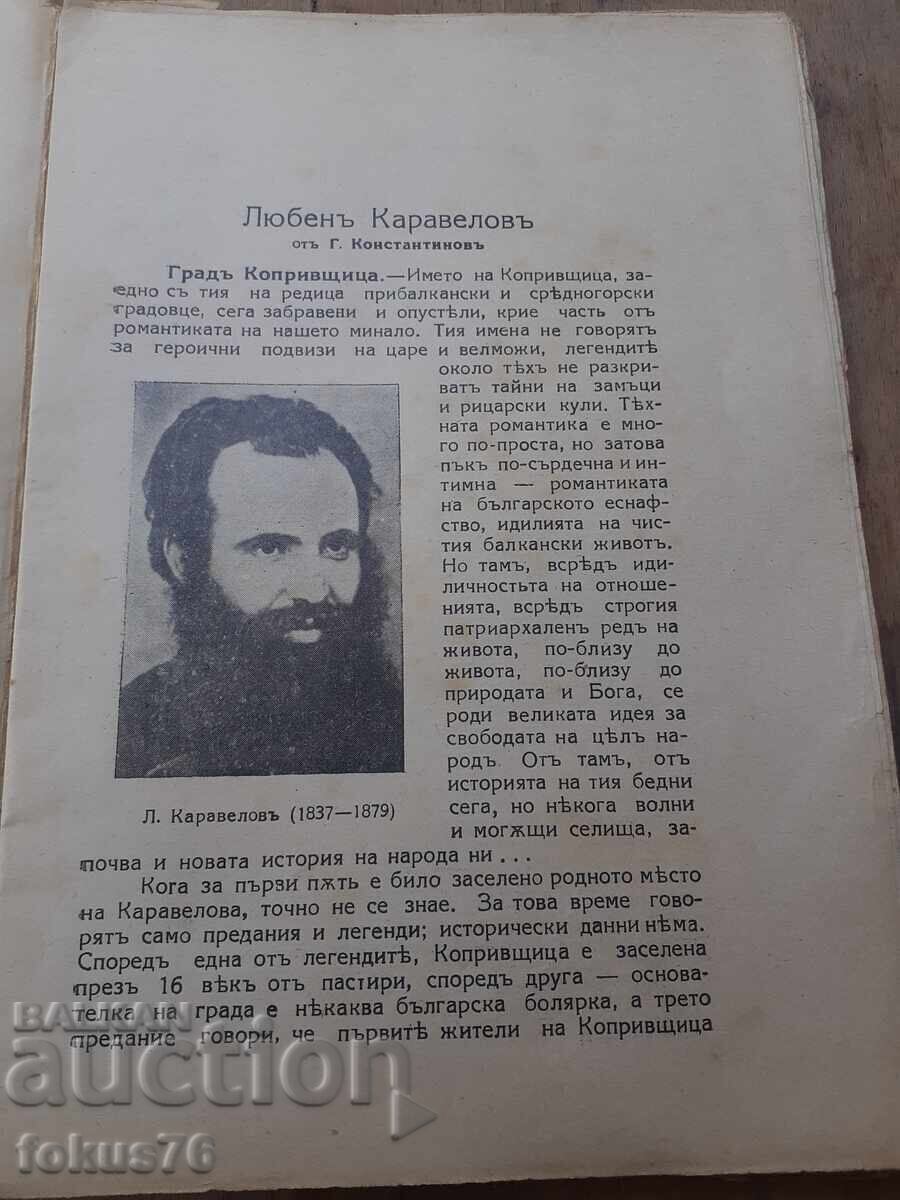 Любенъ Каравеловъ
отъ Г. Константиновъ
Градъ Копривщица.—Името на Копривщица, за-
едно съ тия на редица прибалкански и срѣдногорски
градовце, сега забравени и опустѣли, крие часть отъ
романтиката на нашето минало. Тия имена не говорятъ
за героични подвизи на царе и велможи, легендитѣ
около тѣхъ не разкри-
ватъ тайни на замъци
и рицарски кули. Тѣх-
ната романтика е мно-
го по-проста, но затова
пъкъ по-сърдечна и ин-
тимна — романтиката
на българското еснаф-
ство, идилията на чис-
тия балкански животъ.
Но тамъ, всрѣдъ иди-
личностьта на отноше-
нията, всрѣдъ строгия
патриархаленъ редъ на
живота, по-близу до
живота, по-близу до
природата и Бога, се
роди великата идея за
свободата на цѣлъ на-
родъ. Отъ тамъ, отъ
историята на тия бедни
сега, но нѣкога волни
и могѫщи селища, за-
почва и новата история на народа ни ...
Л. Каравеловъ (1837—1879)
Кога за първи пѫть е било заселено родното мѣсто
на Каравелова, точно не се знае. За това време гово-
рятъ само предания и легенди; исторически данни нѣма.
Споредъ една отъ легендитѣ, Копривщица е заселена
презъ 16 вѣкъ отъ пастири, споредъ друга — основа-
телка на града е нѣкаква българска болярка, а трето
предание говори, че първитѣ жители на Копривщица
BALKAN
auction
fokus76